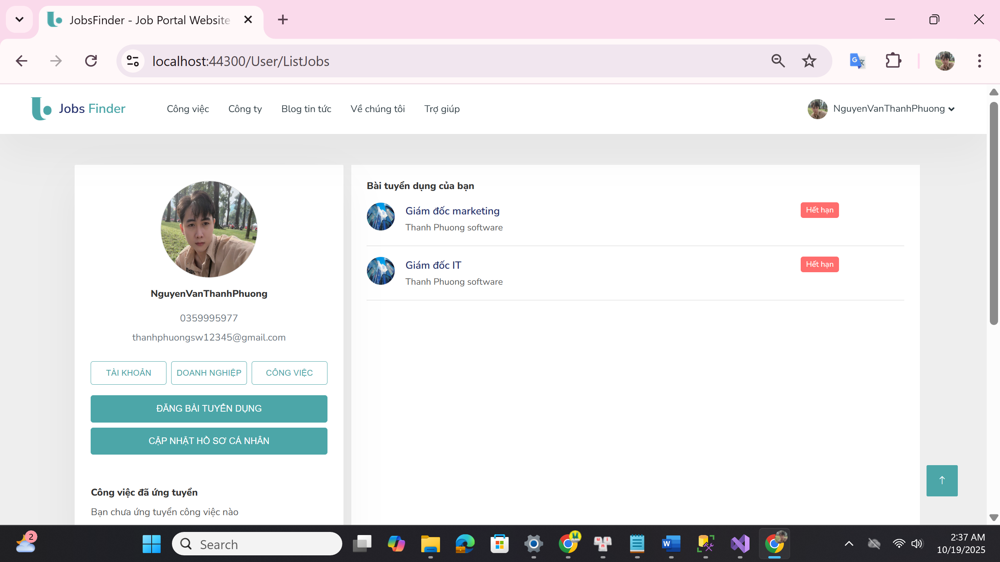 JobsFinder - Job Portal Website
localhost:44300/User/ListJobs
Jobs Finder
Công việc
Công ty
Blog tin tức
Về chúng tôi
Trợ giúp
NguyenVanThanhPhuong
NguyenVanThanhPhuong
0359995977
thanhphuongsw12345@gmail.com
TÀI KHOẢN
DOANH NGHIỆP
CÔNG VIỆC
ĐĂNG BÀI TUYỂN DỤNG
CẬP NHẬT HỒ SƠ CÁ NHÂN
Công việc đã ứng tuyển
Bạn chưa ứng tuyển công việc nào
Bài tuyển dụng của bạn
Giám đốc marketing
Hết hạn
Thanh Phuong software
Giám đốc IT
Hết hạn
Thanh Phuong software
2
Search
2:37 AM
10/19/2025